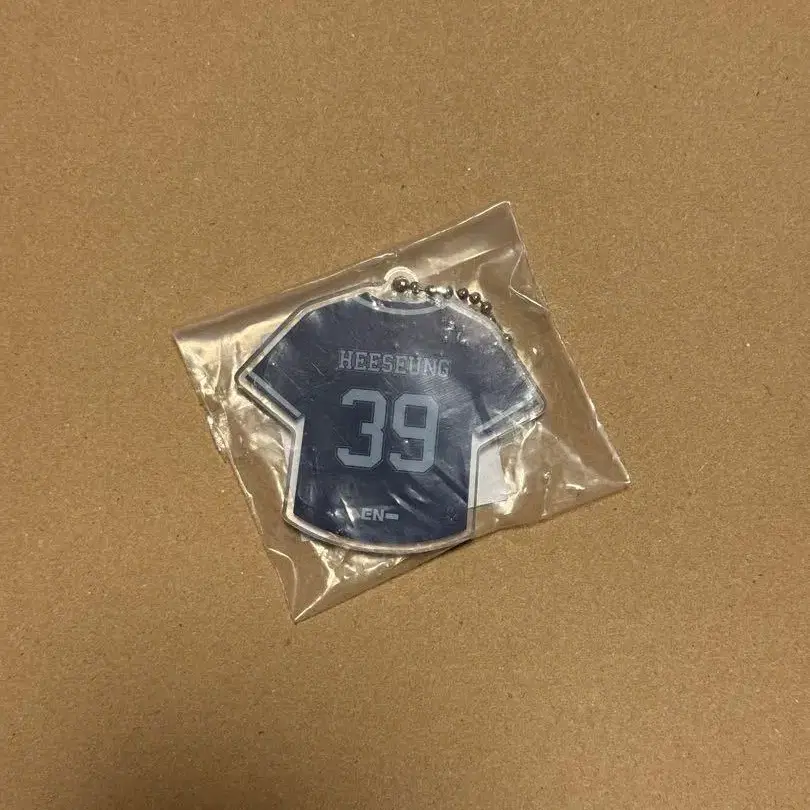 HEESEUNG
39
EN-